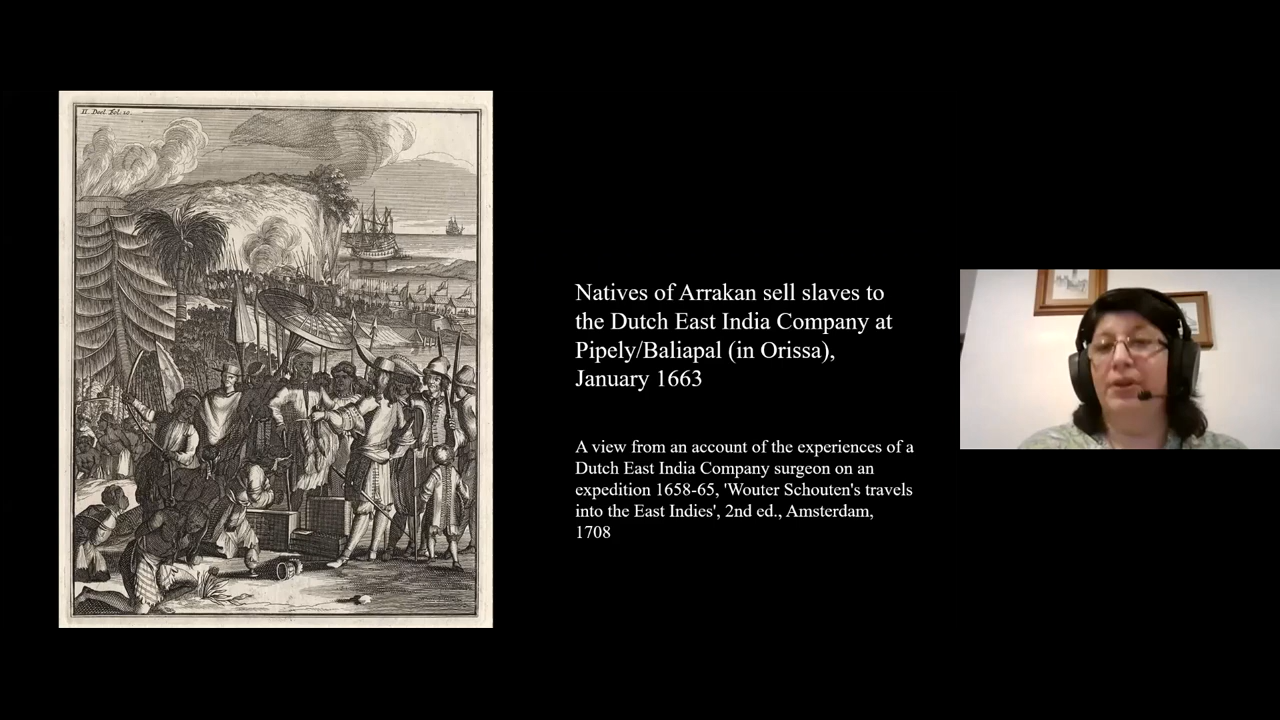 II. Deel. fol. 10.
Natives of Arrakan sell slaves to
the Dutch East India Company at
Pipely/Baliapal (in Orissa),
January 1663
A view from an account of the experiences of a
Dutch East India Company surgeon on an
expedition 1658-65, 'Wouter Schouten's travels
into the East Indies', 2nd ed., Amsterdam,
1708